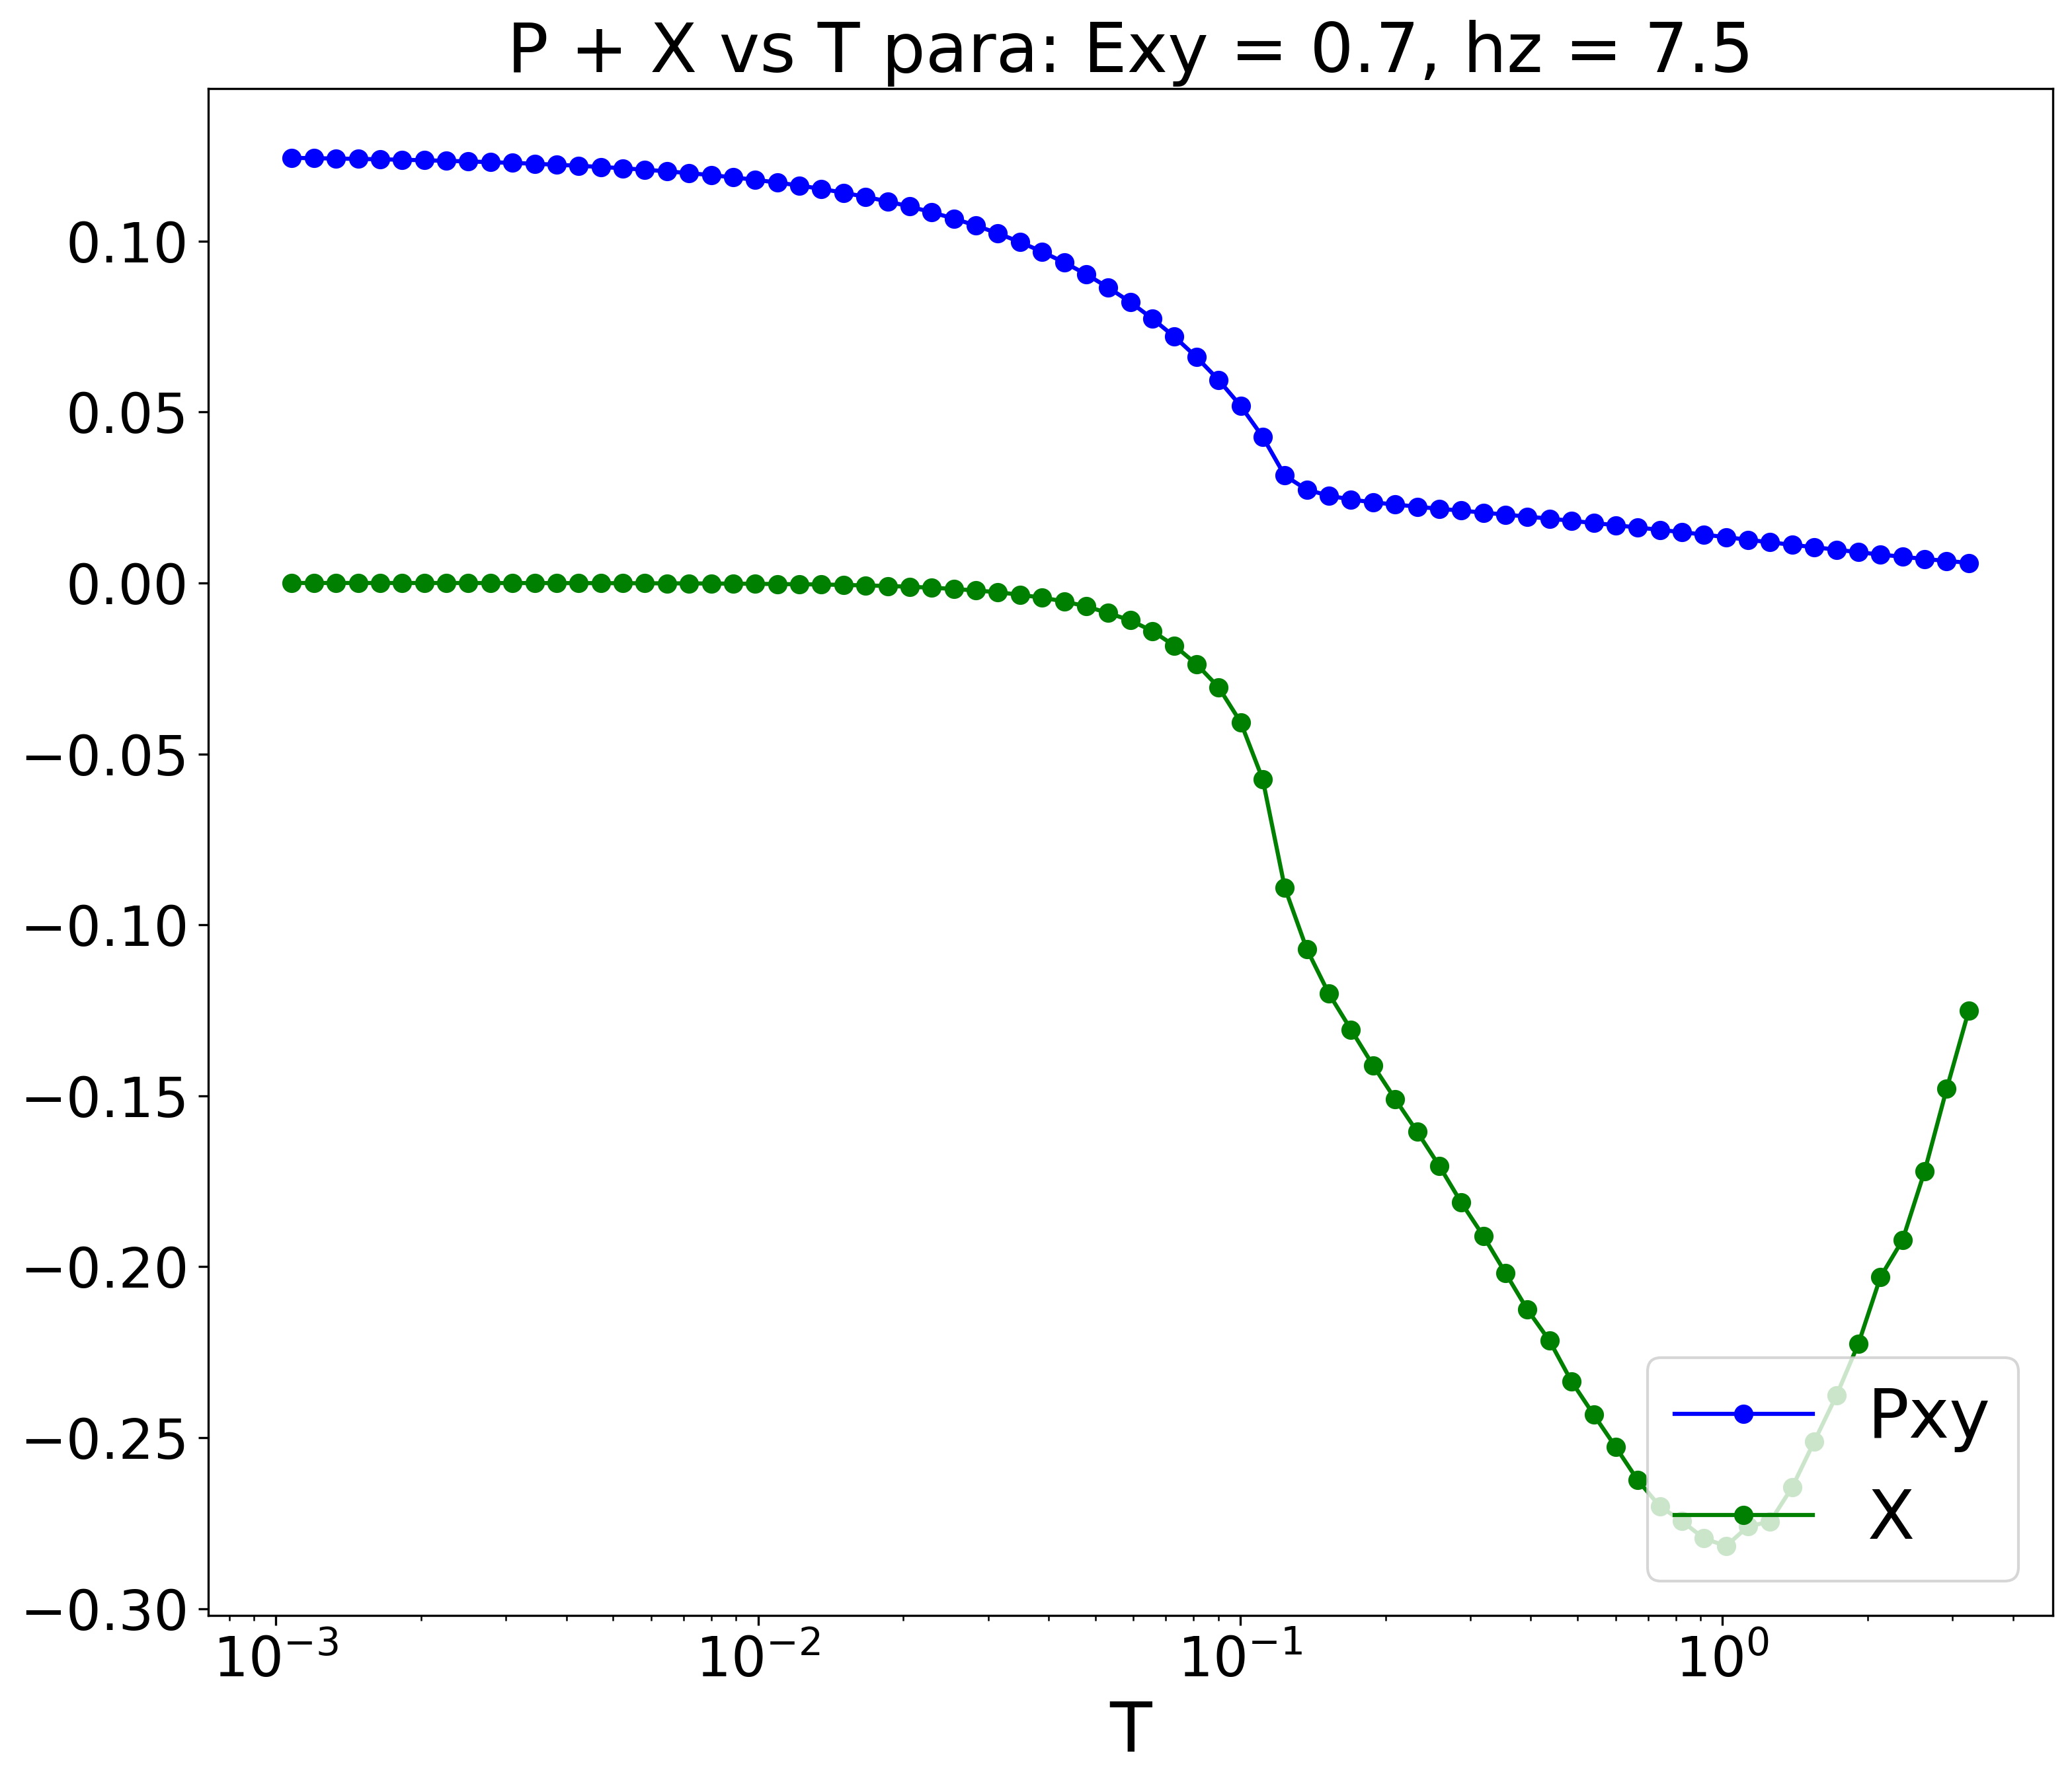 P + X vs T para: Exy = 0.7, hz = 7.5
0.10
0.05
0.00
−0.05
−0.10
−0.15
−0.20
−0.25
−0.30
Pxy
X
10⁻³ 10⁻² 10⁻¹ 10⁰
T